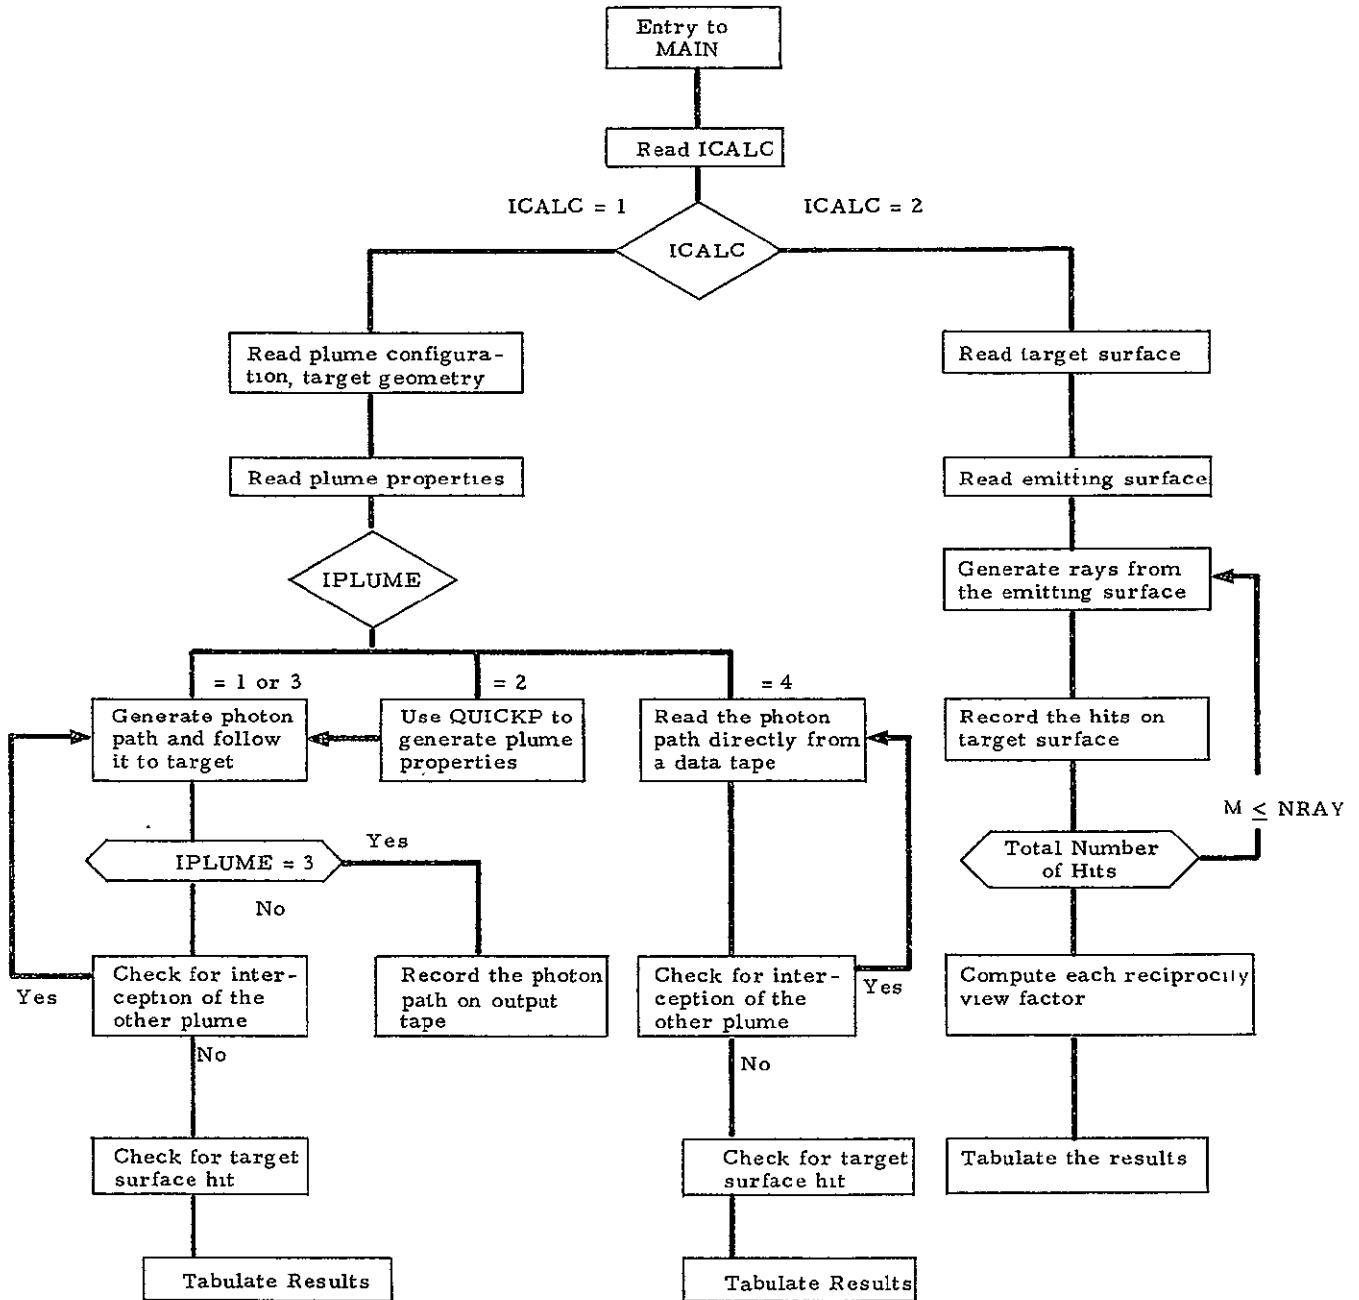 Entry to
MAIN
Read ICALC
ICALC = 1
ICALC = 2
ICALC
Read plume configura-
tion, target geometry
Read target surface
Read plume properties
Read emitting surface
IPLUME
Generate rays from
the emitting surface
= 1 or 3
= 2
= 4
Generate photon
path and follow
it to target
Use QUICKP to
generate plume
properties
Read the photon
path directly from
a data tape
Record the hits on
target surface
M ≤ NRAY
IPLUME = 3
Yes
No
Total Number
of Hits
Yes
Check for inter-
ception of the
other plume
Record the photon
path on output
tape
Check for inter-
ception of the
other plume
Yes
Compute each reciprocity
view factor
No
No
Check for target
surface hit
Check for target
surface hit
Tabulate the results
Tabulate Results
Tabulate Results